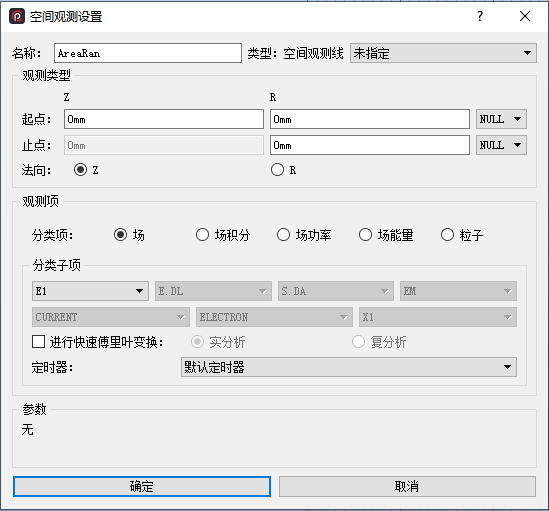 空间观测设置 ?
名称： AreaRan 类型：空间观测线 未指定
观测类型
Z R
起点： 0mm 0mm NULL
止点： 0mm 0mm NULL
法向： Z R
观测项
分类项： 场 场积分 场功率 场能量 粒子
分类子项
E1 E.DL S.DA EM
CURRENT ELECTRON X1
进行快速傅里叶变换： 实分析 复分析
定时器： 默认定时器
参数
无
确定 取消